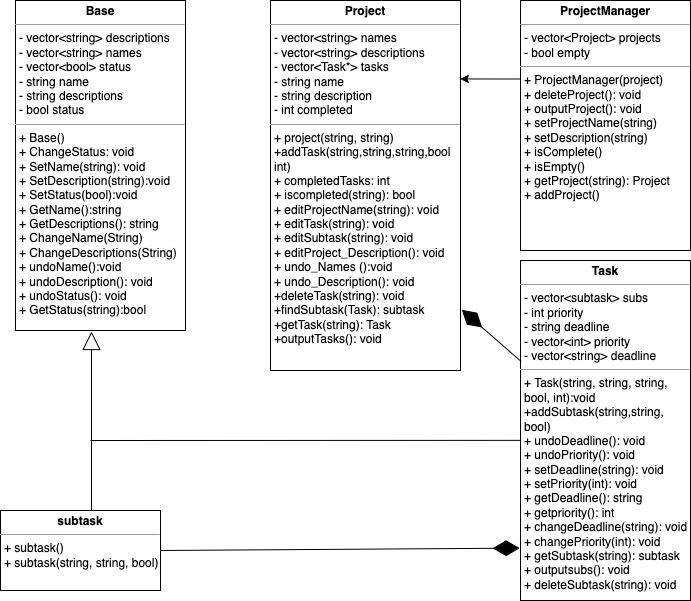 Base
- vector<string> descriptions
- vector<string> names
- vector<bool> status
- string name
- string descriptions
- bool status
+ Base()
+ ChangeStatus: void
+ SetName(string): void
+ SetDescription(string):void
+ SetStatus(bool):void
+ GetName():string
+ GetDescriptions(): string
+ ChangeName(String)
+ ChangeDescriptions(String)
+ undoName():void
+ undoDescription(): void
+ undoStatus(): void
+ GetStatus(string):bool
Project
- vector<string> names
- vector<string> descriptions
- vector<Task*> tasks
- string name
- string description
- int completed
+ project(string, string)
+addTask(string,string,string,bool
int)
+ completedTasks: int
+ iscompleted(string): bool
+ editProjectName(string): void
+ editTask(string): void
+ editSubtask(string): void
+ editProject_Description(): void
+ undo_Names ():void
+ undo_Description(): void
+deleteTask(string): void
+findSubtask(Task): subtask
+getTask(string): Task
+outputTasks(): void
ProjectManager
- vector<Project> projects
- bool empty
+ ProjectManager(project)
+ deleteProject(): void
+ outputProject(): void
+ setProjectName(string)
+ setDescription(string)
+ isComplete()
+ isEmpty()
+ getProject(string): Project
+ addProject()
Task
- vector<subtask> subs
- int priority
- string deadline
- vector<int> priority
- vector<string> deadline
+ Task(string, string, string,
bool, int):void
+addSubtask(string,string,
bool)
+ undoDeadline(): void
+ undoPriority(): void
+ setDeadline(string): void
+ setPriority(int): void
+ getDeadline(): string
+ getpriority(): int
+ changeDeadline(string): void
+ changePriority(int): void
+ getSubtask(string): subtask
+ outputsubs(): void
+ deleteSubtask(string): void
subtask
+ subtask()
+ subtask(string, string, bool)